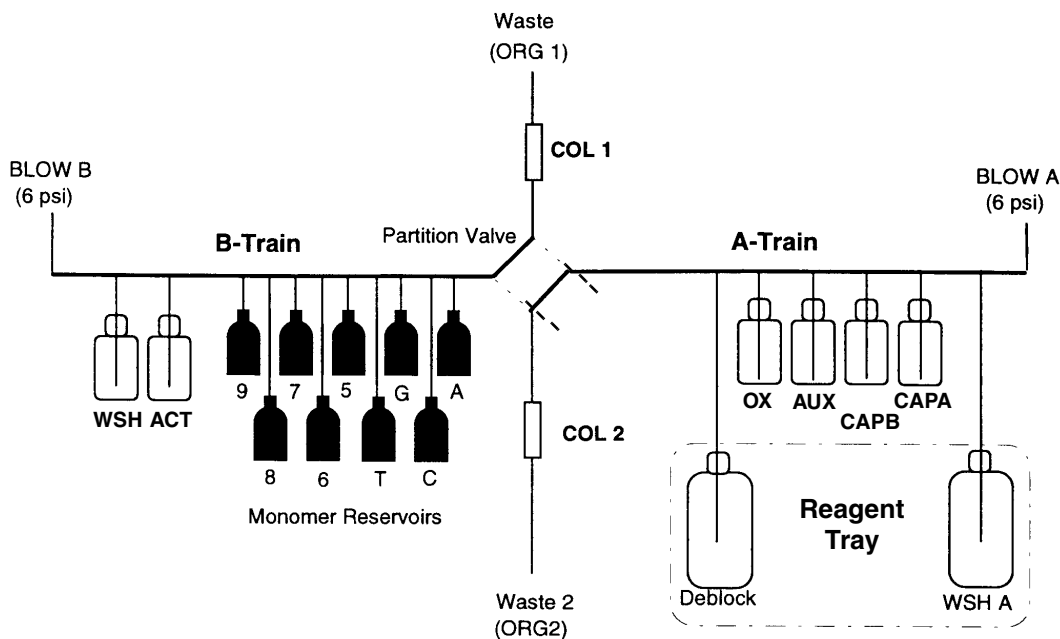 Waste
(ORG 1)
COL 1
BLOW B
(6 psi)
BLOW A
(6 psi)
B-Train
Partition Valve
A-Train
9
7
5
G
A
WSH
ACT
OX
AUX
CAPB
CAPA
8
6
T
C
COL 2
Monomer Reservoirs
Reagent
Tray
Deblock
WSH A
Waste 2
(ORG2)